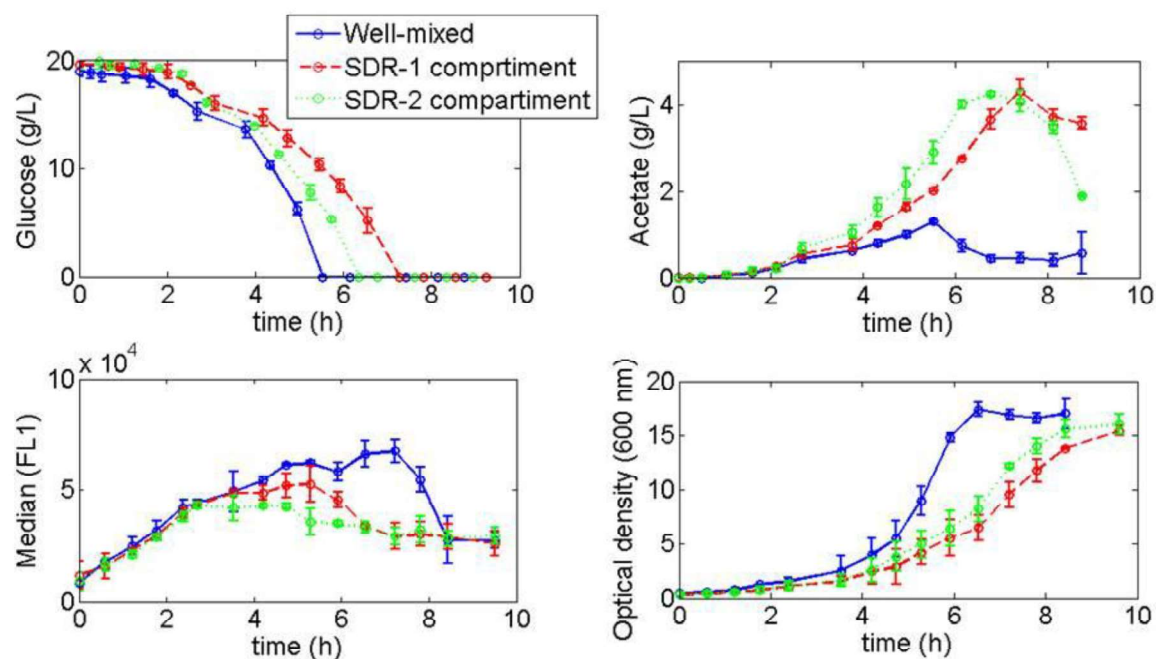 Well-mixed
SDR-1 comprtiment
SDR-2 compartiment
20
10
0
Glucose (g/L)
0 2 4 6 8 10
time (h)
4
2
0
Acetate (g/L)
0 2 4 6 8 10
time (h)
x 10^4
10
5
0
Median (FL1)
0 2 4 6 8 10
time (h)
20
15
10
5
0
Optical density (600 nm)
0 2 4 6 8 10
time (h)